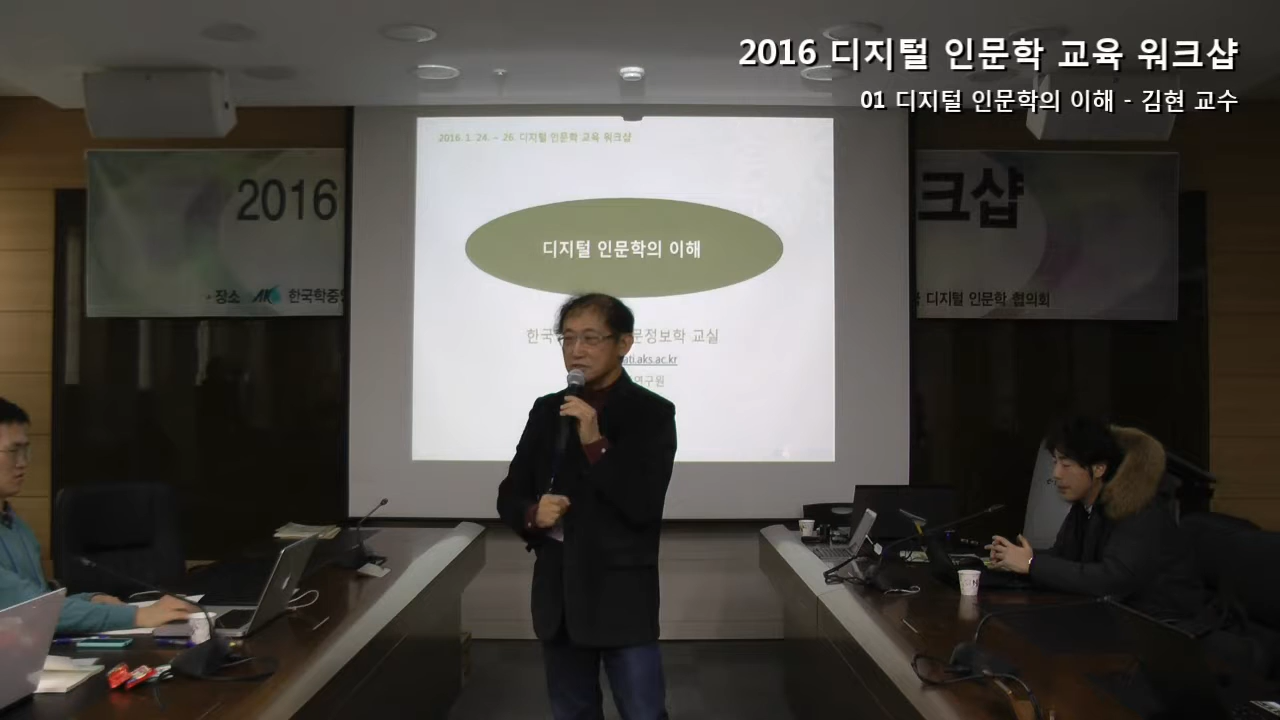 2016 디지털 인문학 교육 워크샵
01 디지털 인문학의 이해 - 김현 교수
2016. 1. 24. - 26. 디지털 인문학 교육 워크샵
2016
크샵
디지털 인문학의 이해
장소 AKS 한국학중앙
디지털 인문학 협의회
한국 문정보학 교실
ati.aks.ac.kr
연구원